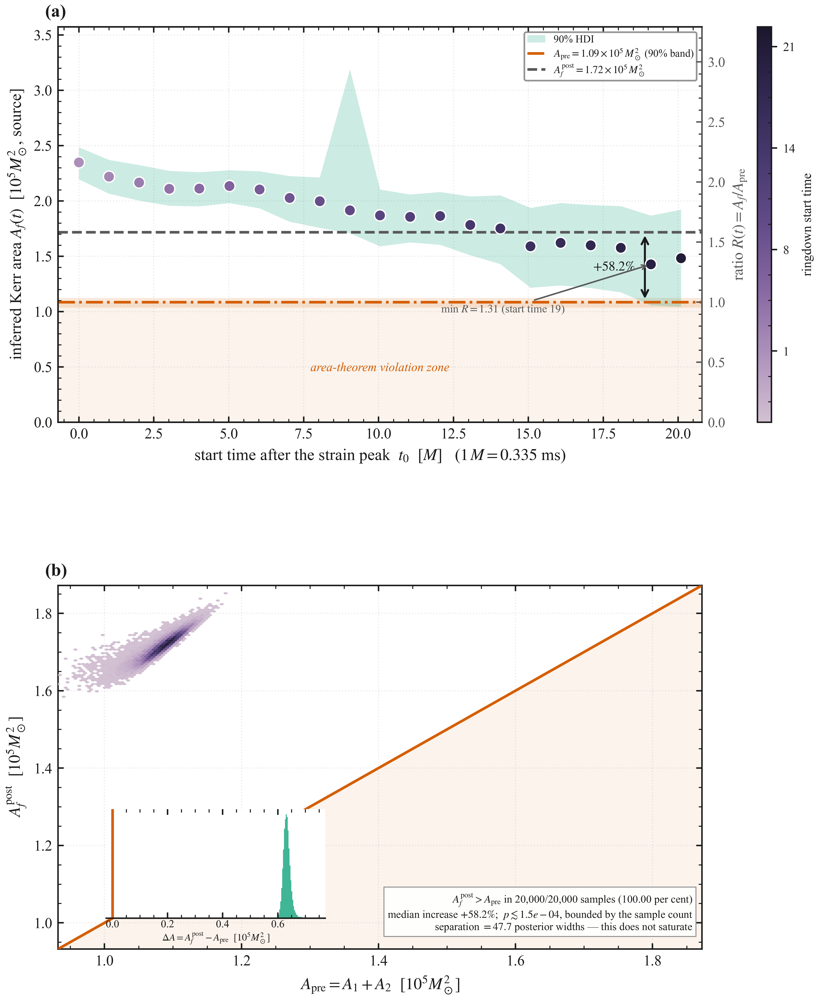 (a)
3.5
3.0
2.5
2.0
1.5
1.0
0.5
0.0
inferred Kerr area A_f(t) [10^5 M_⊙^2, source]
90% HDI
A_pre = 1.09 × 10^5 M_⊙^2 (90% band)
A_f^post = 1.72 × 10^5 M_⊙^2
+58.2%
min R = 1.31 (start time 19)
area-theorem violation zone
3.0
2.5
2.0
1.5
1.0
0.5
0.0
ratio R(t) = A_f/A_pre
21
14
8
1
ringdown start time
0.0 2.5 5.0 7.5 10.0 12.5 15.0 17.5 20.0
start time after the strain peak t_0 [M] (1 M = 0.335 ms)
(b)
1.8
1.6
1.4
1.2
1.0
A_f^post [10^5 M_⊙^2]
0.0 0.2 0.4 0.6
ΔA = A_f^post − A_pre [10^5 M_⊙^2]
A_f^post > A_pre in 20,000/20,000 samples (100.00 per cent)
median increase +58.2%; p ≲ 1.5e − 04, bounded by the sample count
separation = 47.7 posterior widths — this does not saturate
1.0 1.2 1.4 1.6 1.8
A_pre = A_1 + A_2 [10^5 M_⊙^2]